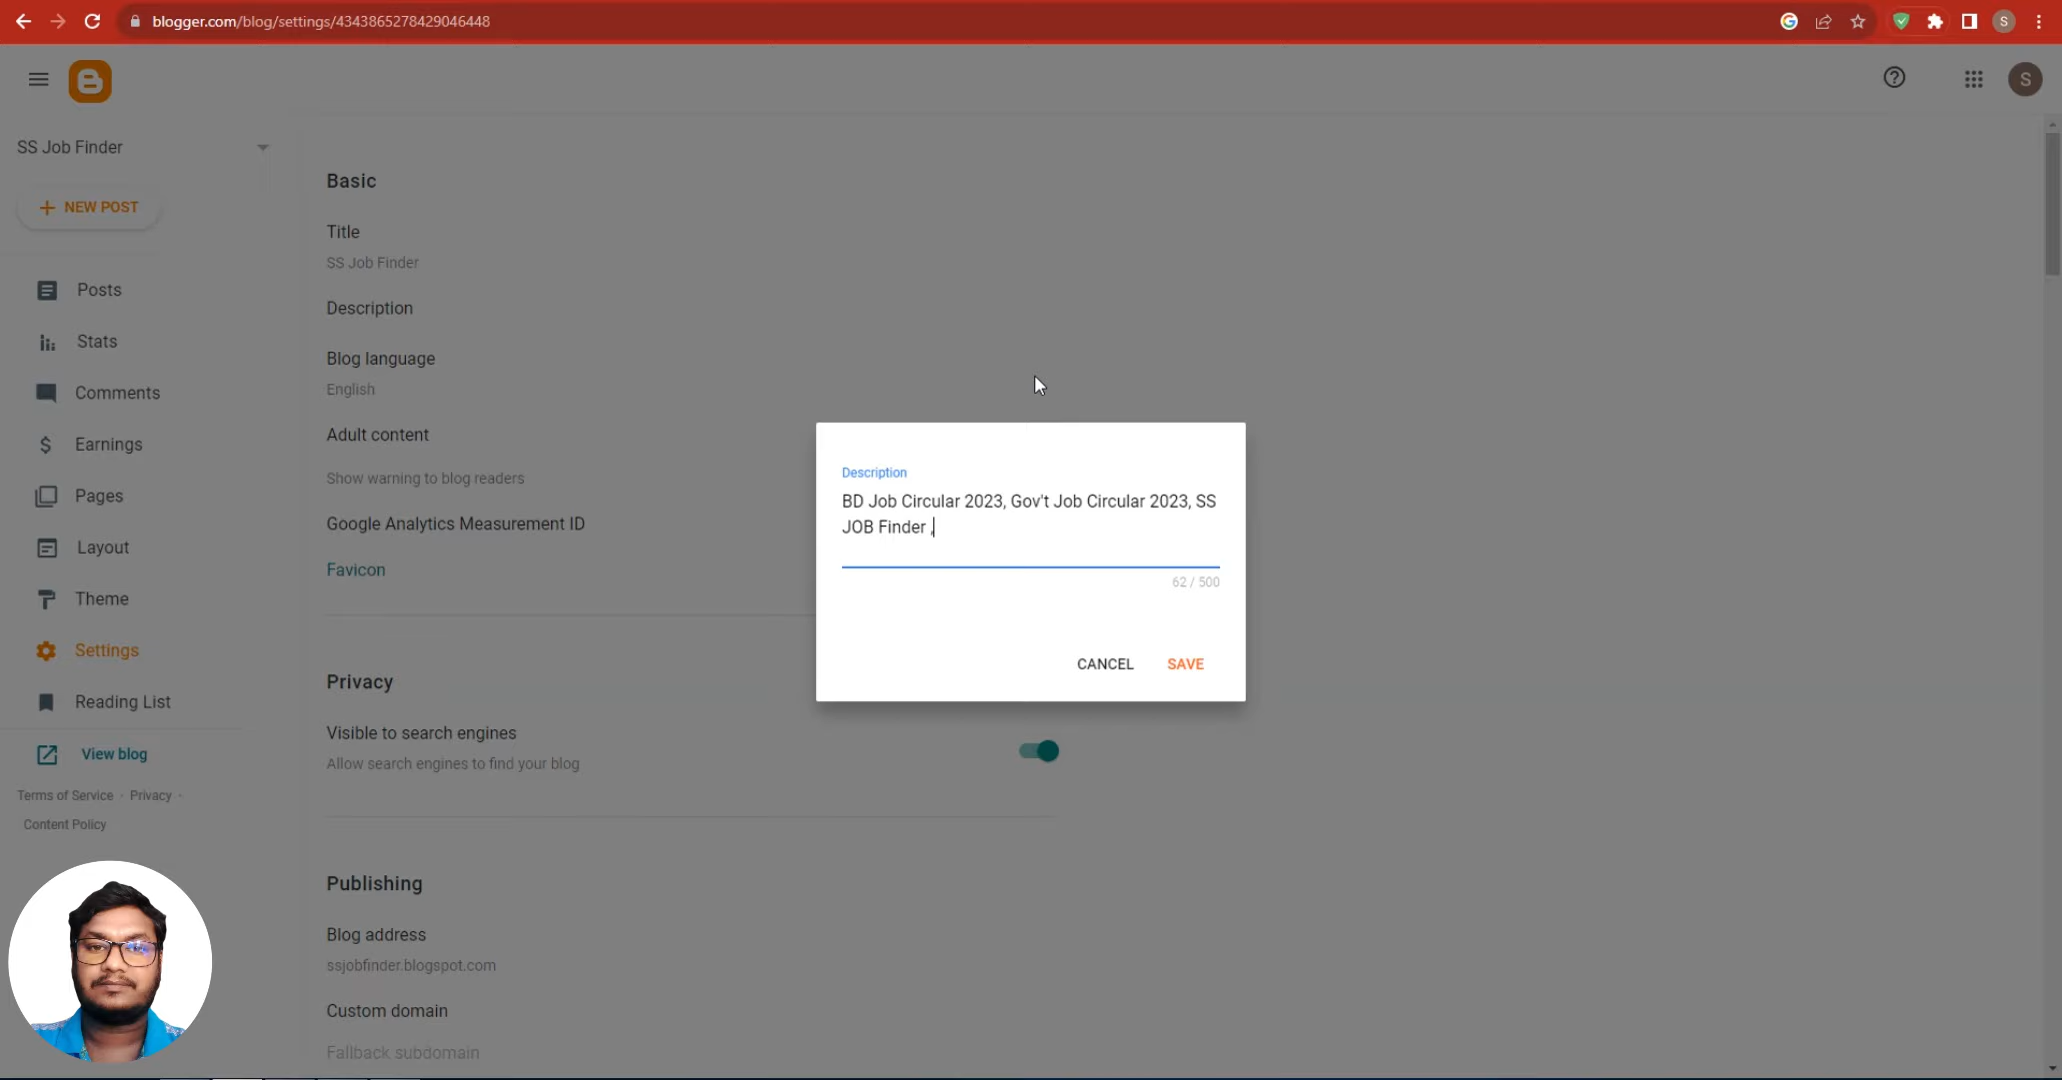 blogger.com/blog/settings/4343865278429046448
S
S
SS Job Finder
NEW POST
Posts
Stats
Comments
Earnings
Pages
Layout
Theme
Settings
Reading List
View blog
Terms of Service · Privacy ·
Content Policy
Basic
Title
SS Job Finder
Description
Blog language
English
Adult content
Show warning to blog readers
Google Analytics Measurement ID
Favicon
Privacy
Visible to search engines
Allow search engines to find your blog
Publishing
Blog address
ssjobfinder.blogspot.com
Custom domain
Fallback subdomain
Description
BD Job Circular 2023, Gov't Job Circular 2023, SS
JOB Finder ,
62 / 500
CANCEL SAVE